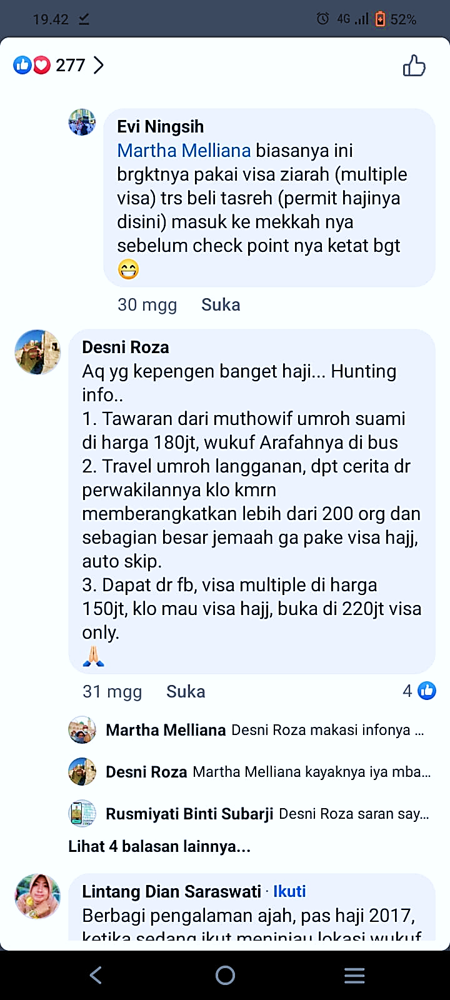 19.42
4G 52%
277
Evi Ningsih
Martha Melliana biasanya ini
brgktnya pakai visa ziarah (multiple
visa) trs beli tasreh (permit hajinya
disini) masuk ke mekkah nya
sebelum check point nya ketat bgt
😁
30 mgg Suka
Desni Roza
Aq yg kepengen banget haji... Hunting
info..
1. Tawaran dari muthowif umroh suami
di harga 180jt, wukuf Arafahnya di bus
2. Travel umroh langganan, dpt cerita dr
perwakilannya klo kmrn
memberangkatkan lebih dari 200 org dan
sebagian besar jemaah ga pake visa hajj,
auto skip.
3. Dapat dr fb, visa multiple di harga
150jt, klo mau visa hajj, buka di 220jt visa
only.
🙏🏻
31 mgg Suka 4
Martha Melliana Desni Roza makasi infonya ...
Desni Roza Martha Melliana kayaknya iya mba...
Rusmiyati Binti Subarji Desni Roza saran say...
Lihat 4 balasan lainnya...
Lintang Dian Saraswati · Ikuti
Berbagi pengalaman ajah, pas haji 2017,
ketika sedang ikut meninjau lokasi wukuf